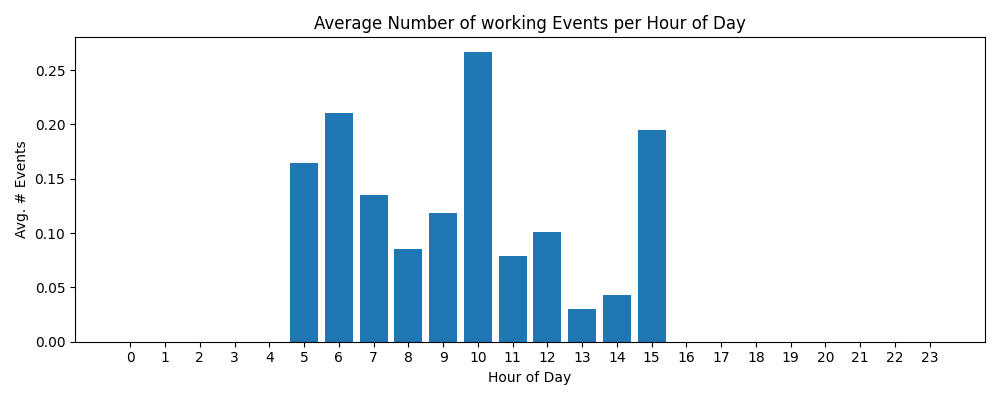 Average Number of working Events per Hour of Day
Avg. # Events
0.25
0.20
0.15
0.10
0.05
0.00
0 1 2 3 4 5 6 7 8 9 10 11 12 13 14 15 16 17 18 19 20 21 22 23
Hour of Day